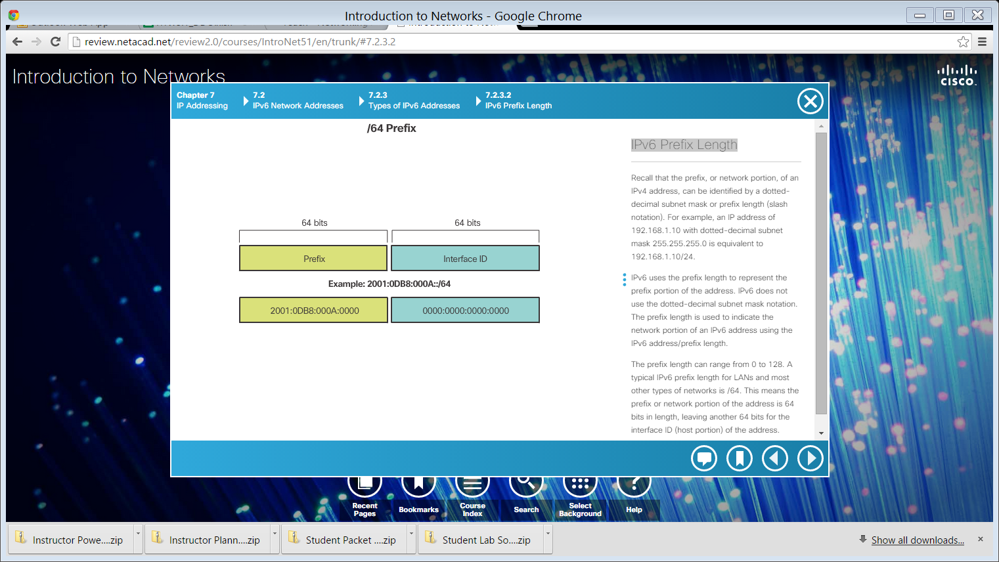 Introduction to Networks - Google Chrome
review.netacad.net/review2.0/courses/IntroNet51/en/trunk/#7.2.3.2
Introduction to Networks
CISCO
Chapter 7
IP Addressing
7.2
IPv6 Network Addresses
7.2.3
Types of IPv6 Addresses
7.2.3.2
IPv6 Prefix Length
/64 Prefix
64 bits
64 bits
Prefix
Interface ID
Example: 2001:0DB8:000A::/64
2001:0DB8:000A:0000
0000:0000:0000:0000
IPv6 Prefix Length
Recall that the prefix, or network portion, of an
IPv4 address, can be identified by a dotted-
decimal subnet mask or prefix length (slash
notation). For example, an IP address of
192.168.1.10 with dotted-decimal subnet
mask 255.255.255.0 is equivalent to
192.168.1.10/24.
IPv6 uses the prefix length to represent the
prefix portion of the address. IPv6 does not
use the dotted-decimal subnet mask notation.
The prefix length is used to indicate the
network portion of an IPv6 address using the
IPv6 address/prefix length.
The prefix length can range from 0 to 128. A
typical IPv6 prefix length for LANs and most
other types of networks is /64. This means the
prefix or network portion of the address is 64
bits in length, leaving another 64 bits for the
interface ID (host portion) of the address.
Recent
Pages
Bookmarks
Course
Index
Search
Select
Background
Help
Instructor Powe....zip
Instructor Plann....zip
Student Packet ....zip
Student Lab So....zip
Show all downloads...